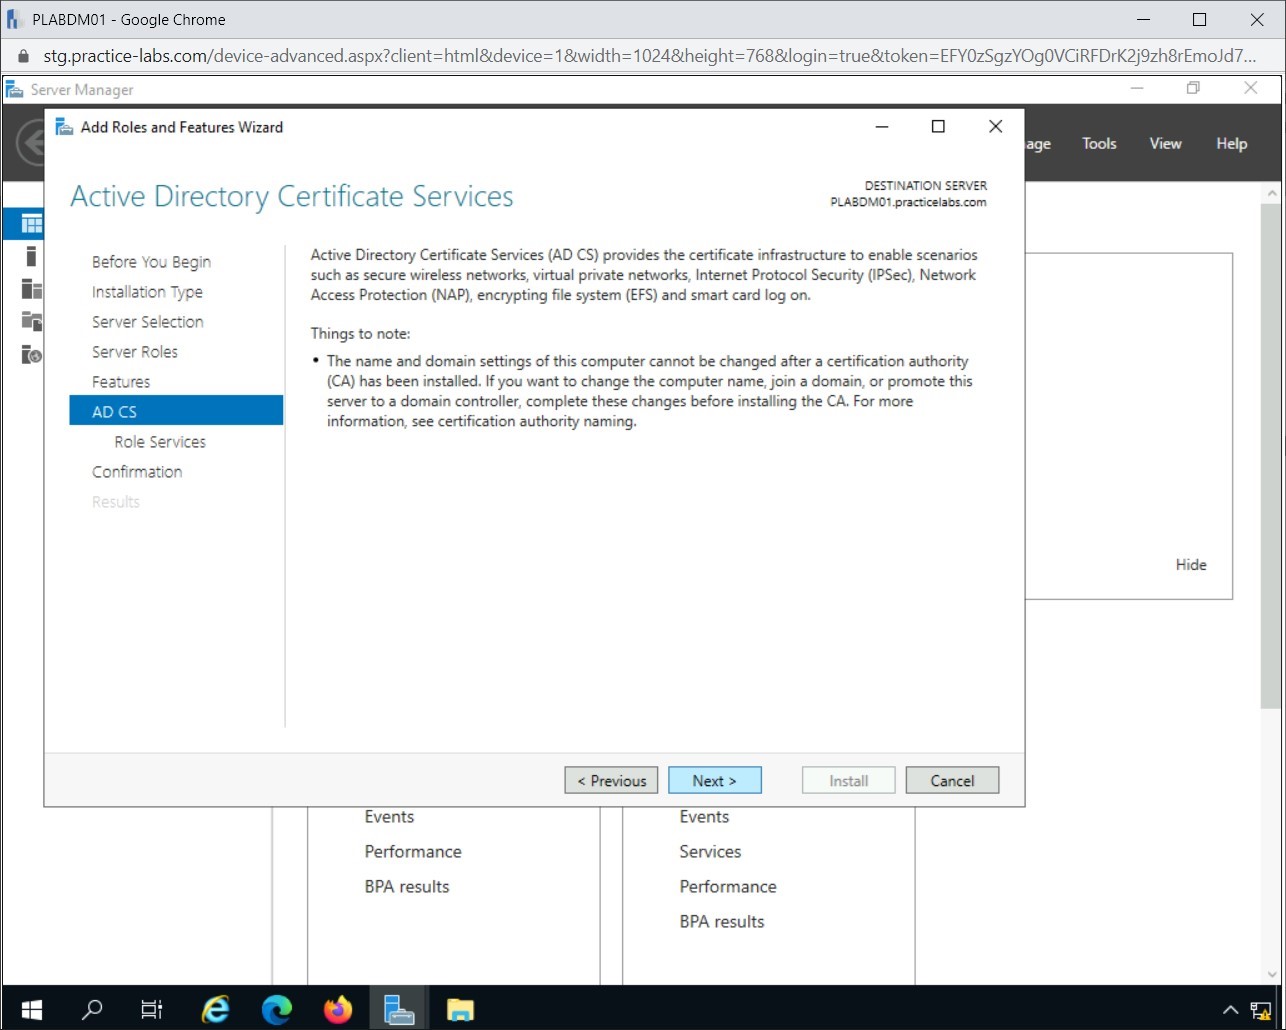 PLABDM01 - Google Chrome
stg.practice-labs.com/device-advanced.aspx?client=html&device=1&width=1024&height=768&login=true&token=EFY0zSgzYOg0VCiRFDrK2j9zh8rEmoJd7...
Server Manager
Add Roles and Features Wizard
age Tools View Help
Active Directory Certificate Services
DESTINATION SERVER
PLABDM01.practicelabs.com
Before You Begin
Installation Type
Server Selection
Server Roles
Features
AD CS
Role Services
Confirmation
Results
Active Directory Certificate Services (AD CS) provides the certificate infrastructure to enable scenarios
such as secure wireless networks, virtual private networks, Internet Protocol Security (IPSec), Network
Access Protection (NAP), encrypting file system (EFS) and smart card log on.
Things to note:
• The name and domain settings of this computer cannot be changed after a certification authority
(CA) has been installed. If you want to change the computer name, join a domain, or promote this
server to a domain controller, complete these changes before installing the CA. For more
information, see certification authority naming.
Hide
< Previous Next > Install Cancel
Events
Performance
BPA results
Events
Services
Performance
BPA results